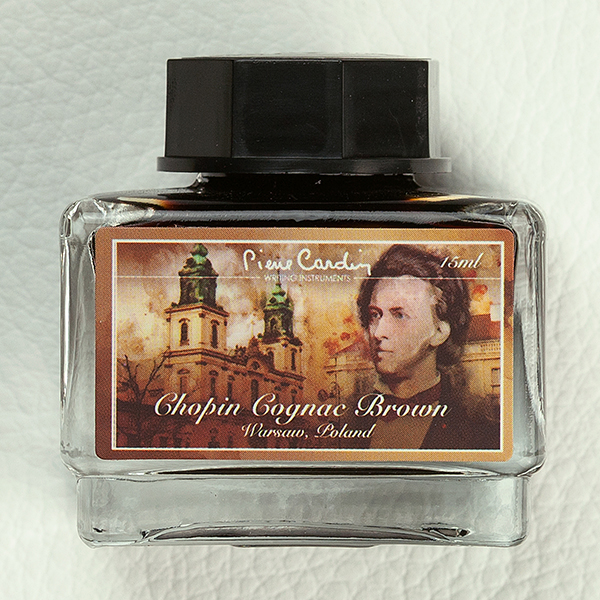 Pierre Cardin
15ml
WRITING INSTRUMENTS
Chopin Cognac Brown
Warsaw, Poland